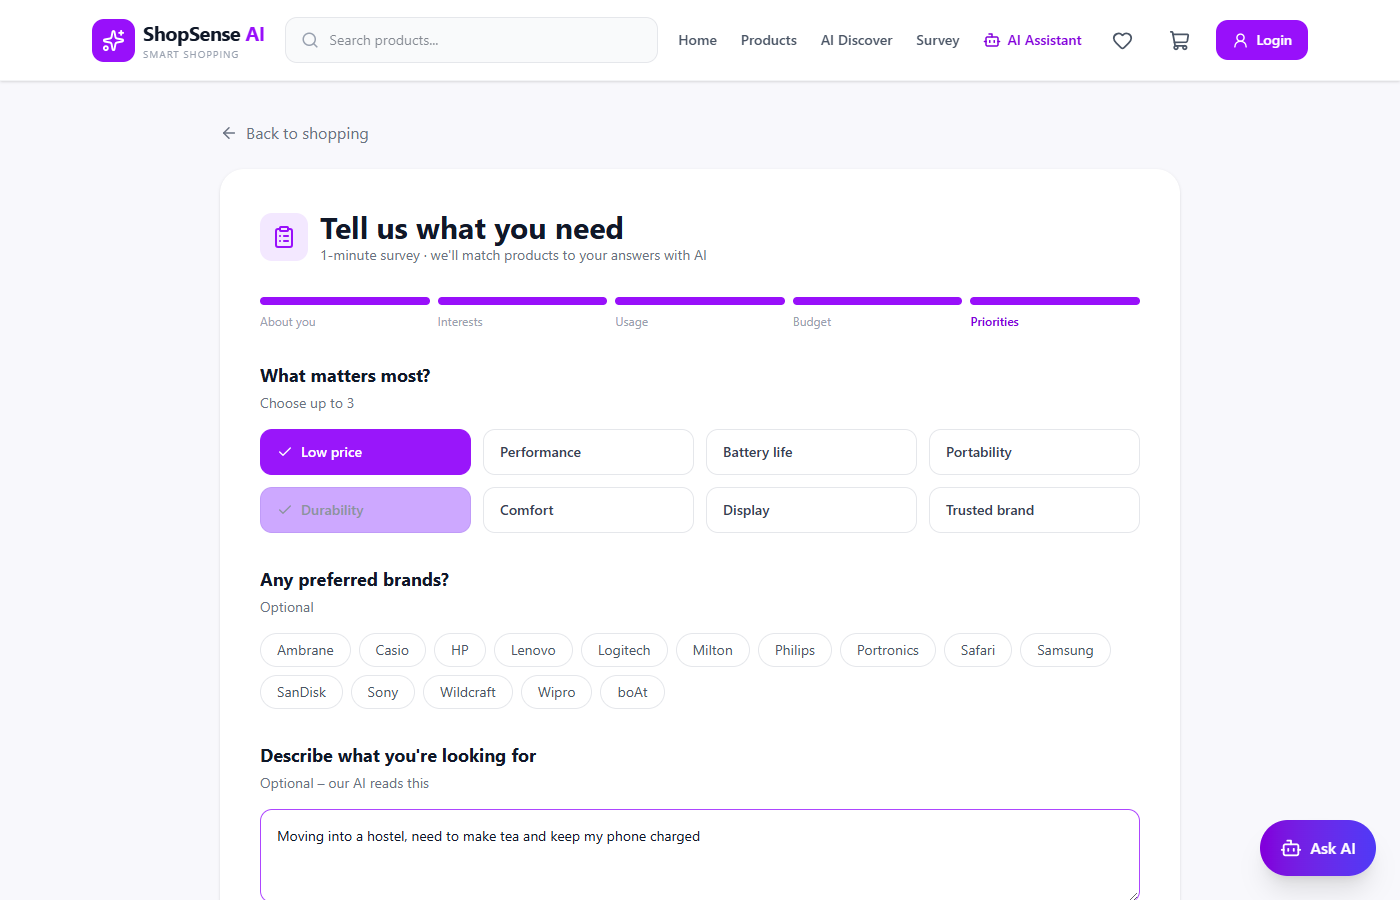 ShopSense AI
SMART SHOPPING
Search products...
Home
Products
AI Discover
Survey
AI Assistant
Login
Back to shopping
Tell us what you need
1-minute survey · we'll match products to your answers with AI
About you
Interests
Usage
Budget
Priorities
What matters most?
Choose up to 3
Low price
Performance
Battery life
Portability
Durability
Comfort
Display
Trusted brand
Any preferred brands?
Optional
Ambrane
Casio
HP
Lenovo
Logitech
Milton
Philips
Portronics
Safari
Samsung
SanDisk
Sony
Wildcraft
Wipro
boAt
Describe what you're looking for
Optional – our AI reads this
Moving into a hostel, need to make tea and keep my phone charged
Ask AI